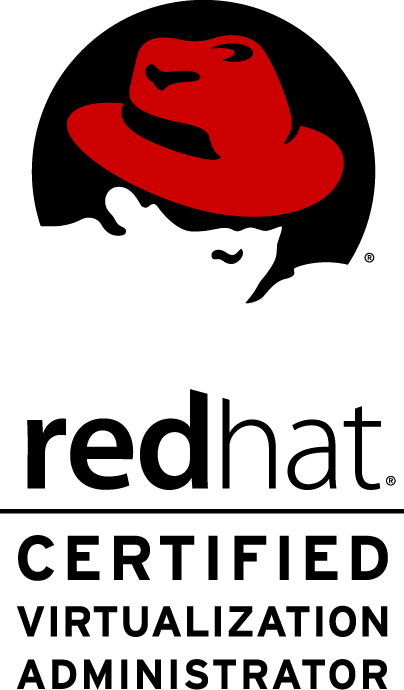 ®
redhat®
CERTIFIED
VIRTUALIZATION
ADMINISTRATOR